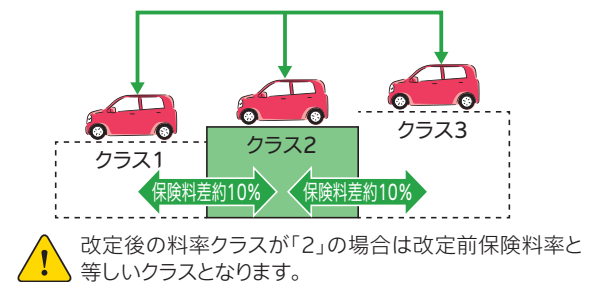 クラス1
クラス2
クラス3
保険料差約10%
保険料差約10%
改定後の料率クラスが「2」の場合は改定前保険料率と
等しいクラスとなります。